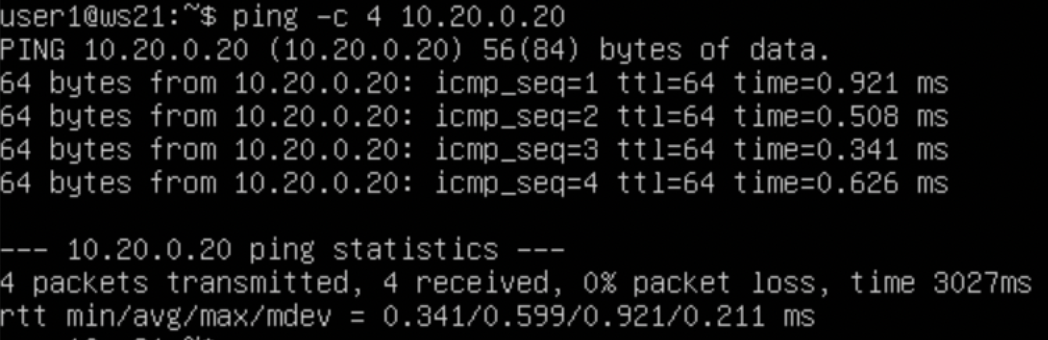 user1@ws21:~$ ping -c 4 10.20.0.20
PING 10.20.0.20 (10.20.0.20) 56(84) bytes of data.
64 bytes from 10.20.0.20: icmp_seq=1 ttl=64 time=0.921 ms
64 bytes from 10.20.0.20: icmp_seq=2 ttl=64 time=0.508 ms
64 bytes from 10.20.0.20: icmp_seq=3 ttl=64 time=0.341 ms
64 bytes from 10.20.0.20: icmp_seq=4 ttl=64 time=0.626 ms
--- 10.20.0.20 ping statistics ---
4 packets transmitted, 4 received, 0% packet loss, time 3027ms
rtt min/avg/max/mdev = 0.341/0.599/0.921/0.211 ms